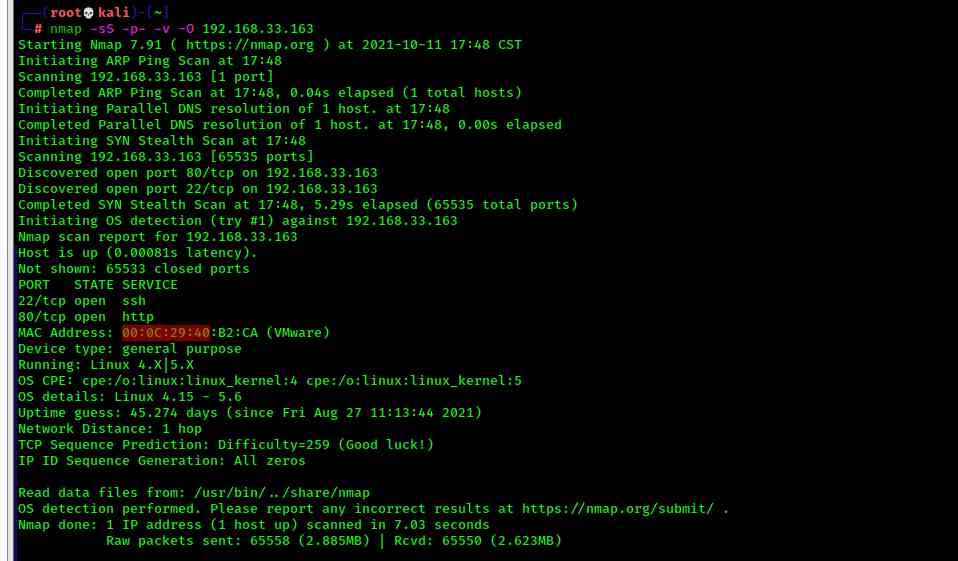 ┌──(root💀kali)-[~]
└─# nmap -sS -p- -v -O 192.168.33.163
Starting Nmap 7.91 ( https://nmap.org ) at 2021-10-11 17:48 CST
Initiating ARP Ping Scan at 17:48
Scanning 192.168.33.163 [1 port]
Completed ARP Ping Scan at 17:48, 0.04s elapsed (1 total hosts)
Initiating Parallel DNS resolution of 1 host. at 17:48
Completed Parallel DNS resolution of 1 host. at 17:48, 0.00s elapsed
Initiating SYN Stealth Scan at 17:48
Scanning 192.168.33.163 [65535 ports]
Discovered open port 80/tcp on 192.168.33.163
Discovered open port 22/tcp on 192.168.33.163
Completed SYN Stealth Scan at 17:48, 5.29s elapsed (65535 total ports)
Initiating OS detection (try #1) against 192.168.33.163
Nmap scan report for 192.168.33.163
Host is up (0.00081s latency).
Not shown: 65533 closed ports
PORT   STATE SERVICE
22/tcp open  ssh
80/tcp open  http
MAC Address: 00:0C:29:40:B2:CA (VMware)
Device type: general purpose
Running: Linux 4.X|5.X
OS CPE: cpe:/o:linux:linux_kernel:4 cpe:/o:linux:linux_kernel:5
OS details: Linux 4.15 - 5.6
Uptime guess: 45.274 days (since Fri Aug 27 11:13:44 2021)
Network Distance: 1 hop
TCP Sequence Prediction: Difficulty=259 (Good luck!)
IP ID Sequence Generation: All zeros
Read data files from: /usr/bin/../share/nmap
OS detection performed. Please report any incorrect results at https://nmap.org/submit/ .
Nmap done: 1 IP address (1 host up) scanned in 7.03 seconds
Raw packets sent: 65558 (2.885MB) | Rcvd: 65550 (2.623MB)